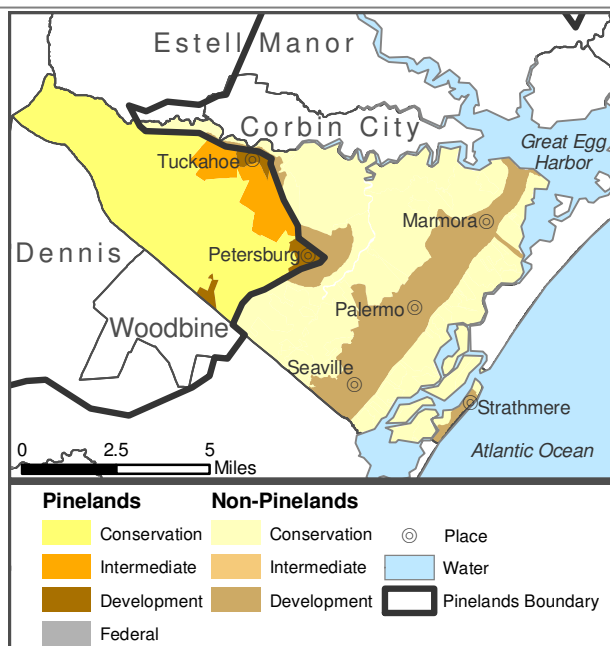 Estell Manor
Corbin City
Great Egg
Harbor
Tuckahoe
Marmora
Dennis
Petersburg
Palermo
Woodbine
Seaville
Strathmere
Atlantic Ocean
0 2.5 5
Miles
Pinelands Non-Pinelands
Conservation Conservation Place
Intermediate Intermediate Water
Development Development Pinelands Boundary
Federal